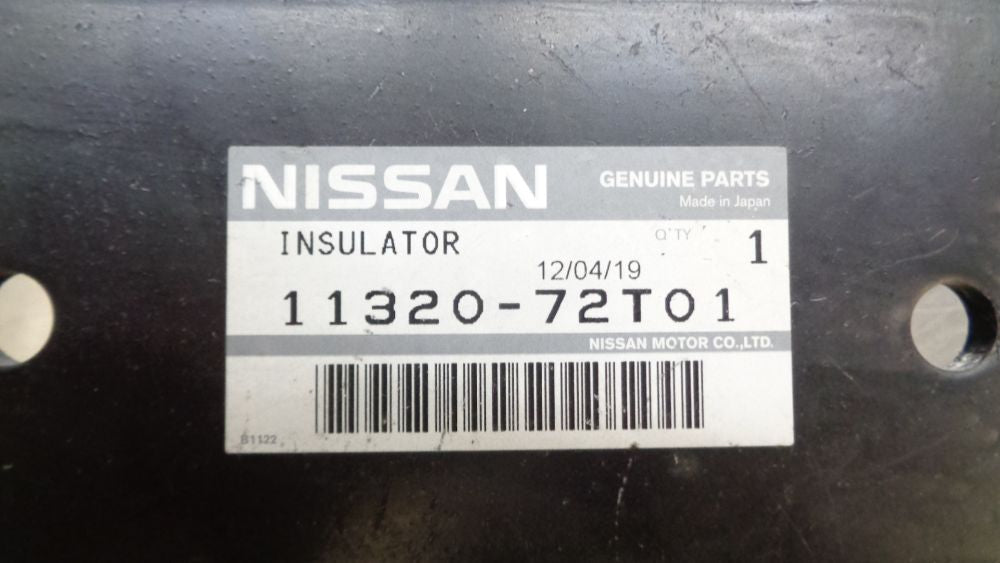 NISSAN
GENUINE PARTS
Made in Japan
INSULATOR
Q'TY
1
12/04/19
11320-72T01
NISSAN MOTOR CO.,LTD.
B1122